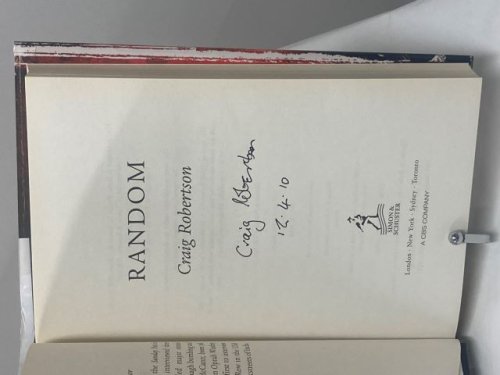 RANDOM
Craig Robertson
Craig Robertson
12.4.10
SIMON &
SCHUSTER
London · New York · Sydney · Toronto
A CBS COMPANY